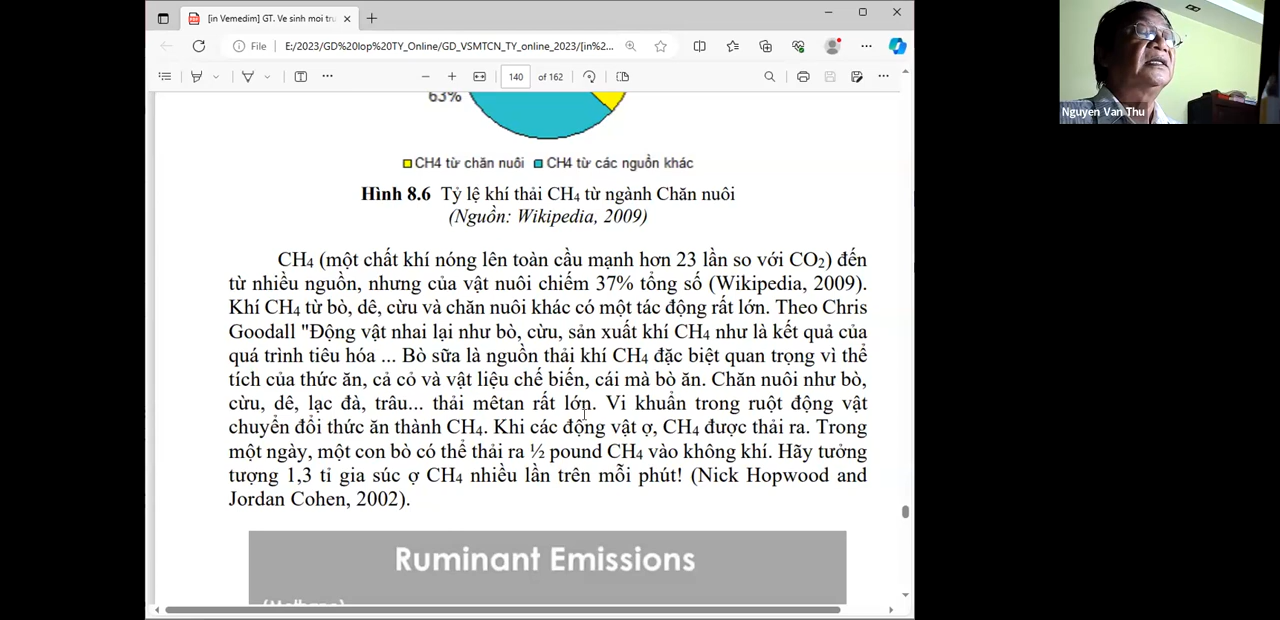 [in Vemedim] GT. Ve sinh moi tru
File
E:/2023/GD%20lop%20TY_Online/GD_VSMTCN_TY_online_2023/[in%2...
140 of 162
Nguyen Van Thu
63%
CH4 từ chăn nuôi CH4 từ các nguồn khác
Hình 8.6 Tỷ lệ khí thải CH4 từ ngành Chăn nuôi
(Nguồn: Wikipedia, 2009)
CH4 (một chất khí nóng lên toàn cầu mạnh hơn 23 lần so với CO2) đến
từ nhiều nguồn, nhưng của vật nuôi chiếm 37% tổng số (Wikipedia, 2009).
Khí CH4 từ bò, dê, cừu và chăn nuôi khác có một tác động rất lớn. Theo Chris
Goodall "Động vật nhai lại như bò, cừu, sản xuất khí CH4 như là kết quả của
quá trình tiêu hóa ... Bò sữa là nguồn thải khí CH4 đặc biệt quan trọng vì thể
tích của thức ăn, cả cỏ và vật liệu chế biến, cái mà bò ăn. Chăn nuôi như bò,
cừu, dê, lạc đà, trâu... thải mêtan rất lớn. Vi khuẩn trong ruột động vật
chuyển đổi thức ăn thành CH4. Khi các động vật ợ, CH4 được thải ra. Trong
một ngày, một con bò có thể thải ra ½ pound CH4 vào không khí. Hãy tưởng
tượng 1,3 tỉ gia súc ợ CH4 nhiều lần trên mỗi phút! (Nick Hopwood and
Jordan Cohen, 2002).
Ruminant Emissions
(Methane)